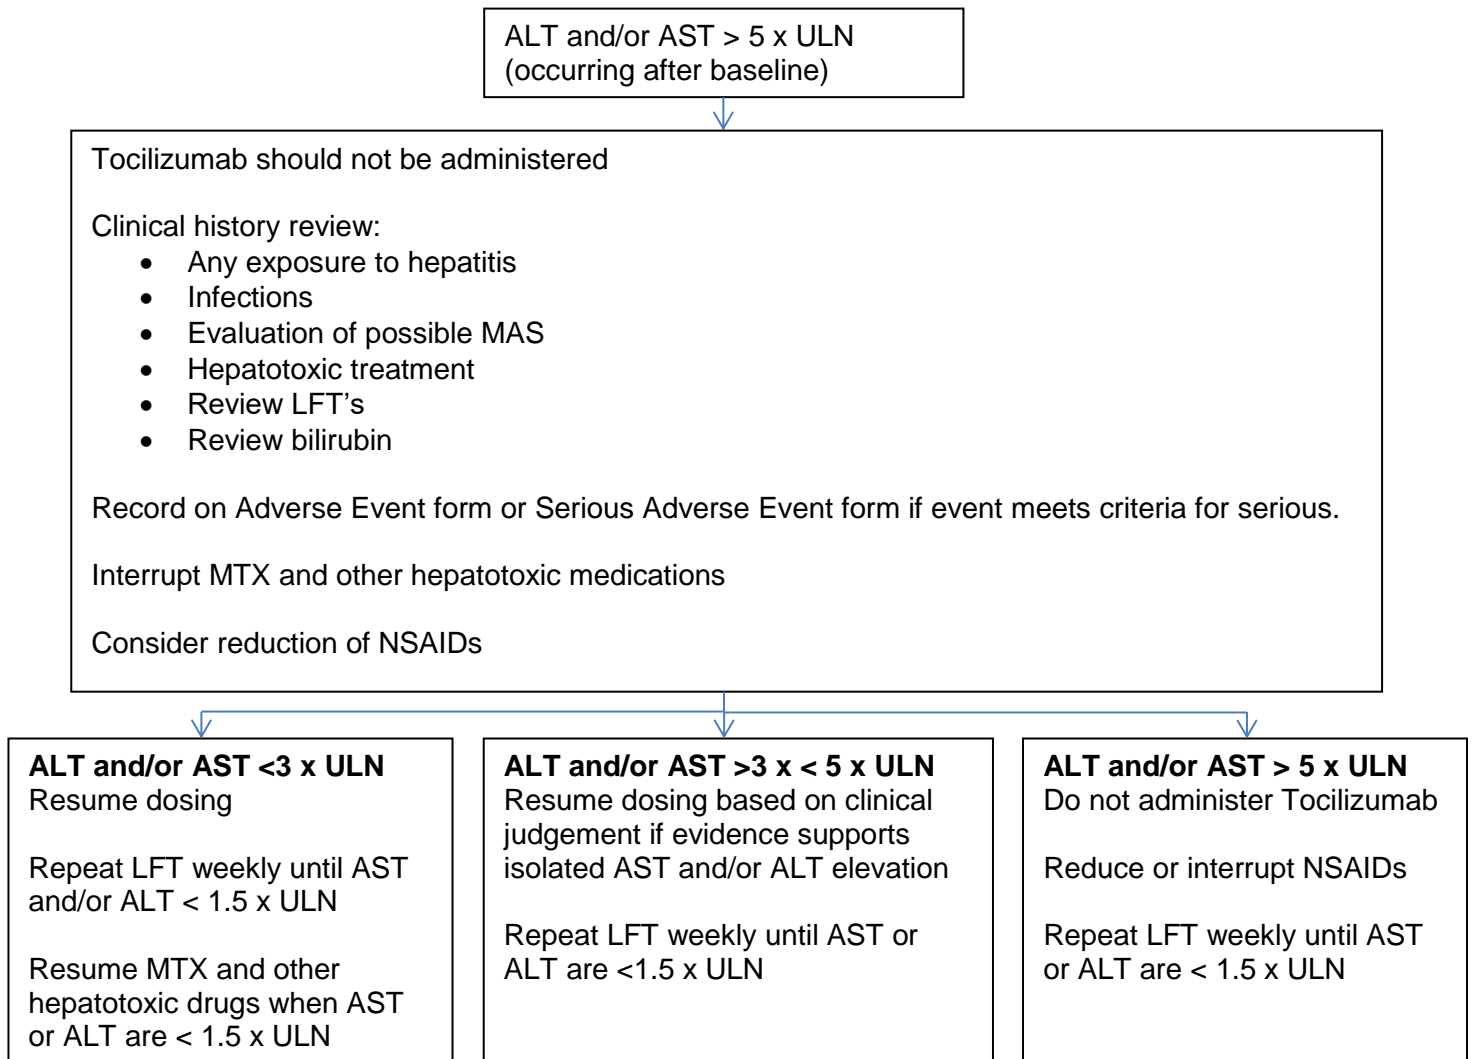 ALT and/or AST > 5 x ULN
(occurring after baseline)
Tocilizumab should not be administered
Clinical history review:
• Any exposure to hepatitis
• Infections
• Evaluation of possible MAS
• Hepatotoxic treatment
• Review LFT's
• Review bilirubin
Record on Adverse Event form or Serious Adverse Event form if event meets criteria for serious.
Interrupt MTX and other hepatotoxic medications
Consider reduction of NSAIDs
ALT and/or AST <3 x ULN
Resume dosing
Repeat LFT weekly until AST
and/or ALT < 1.5 x ULN
Resume MTX and other
hepatotoxic drugs when AST
or ALT are < 1.5 x ULN
ALT and/or AST >3 x < 5 x ULN
Resume dosing based on clinical
judgement if evidence supports
isolated AST and/or ALT elevation
Repeat LFT weekly until AST or
ALT are <1.5 x ULN
ALT and/or AST > 5 x ULN
Do not administer Tocilizumab
Reduce or interrupt NSAIDs
Repeat LFT weekly until AST
or ALT are < 1.5 x ULN